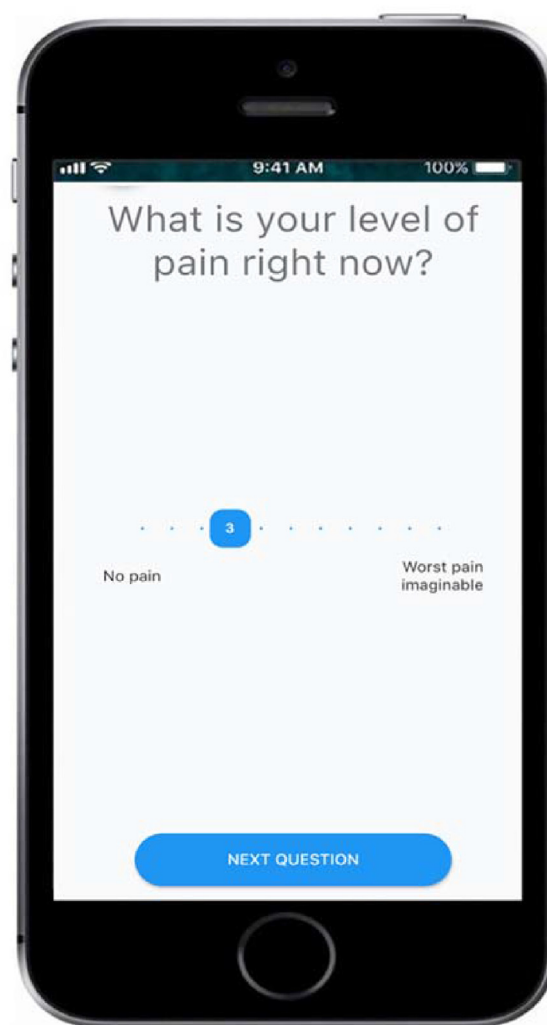 9:41 AM 100%
What is your level of
pain right now?
3
No pain
Worst pain
imaginable
NEXT QUESTION